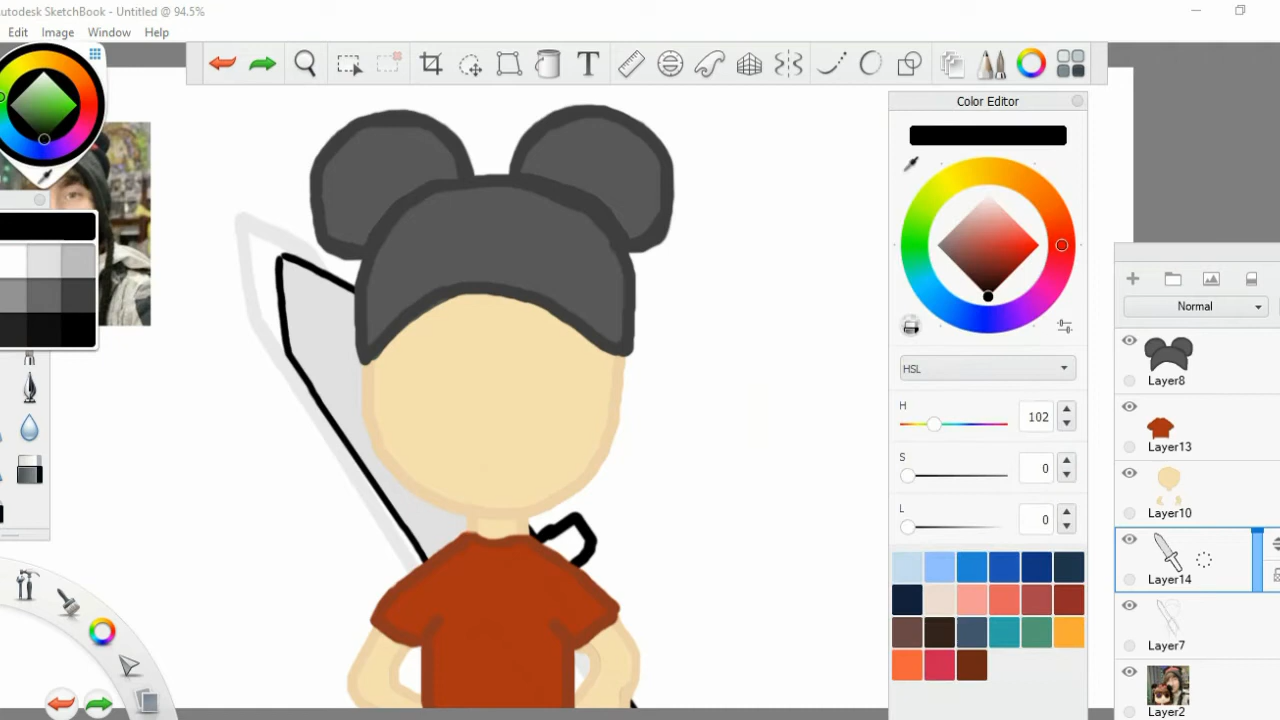 utodesk SketchBook - Untitled @ 94.5%
Edit Image Window Help
T
Color Editor
Normal
HSL
H 102
S 0
L 0
Layer8
Layer13
Layer10
Layer14
Layer7
Layer2